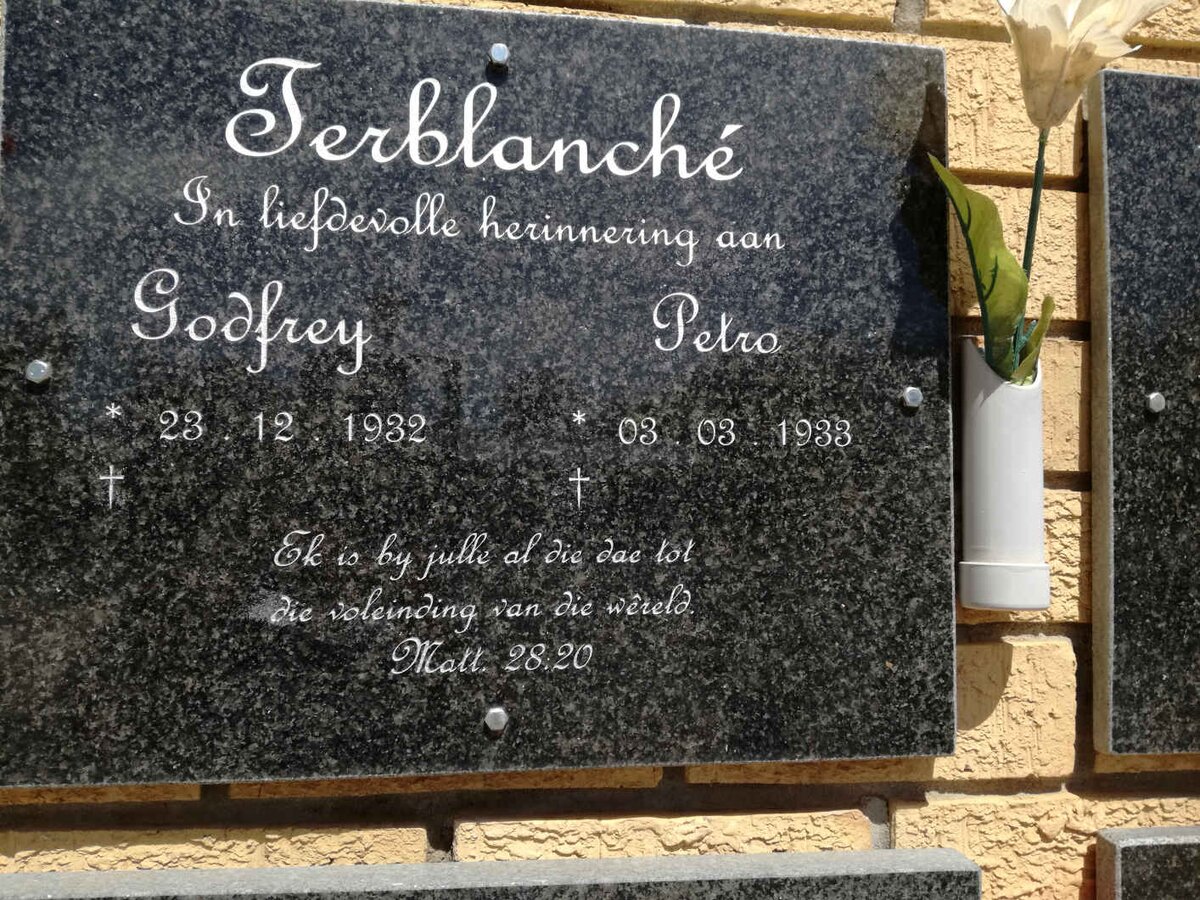 Terblanché
In liefdevolle herinnering aan
Godfrey Petro
* 23 . 12 . 1932 * 03 . 03 . 1933
† †
Ek is by julle al die dae tot
die voleinding van die wêreld.
Matt. 28:20